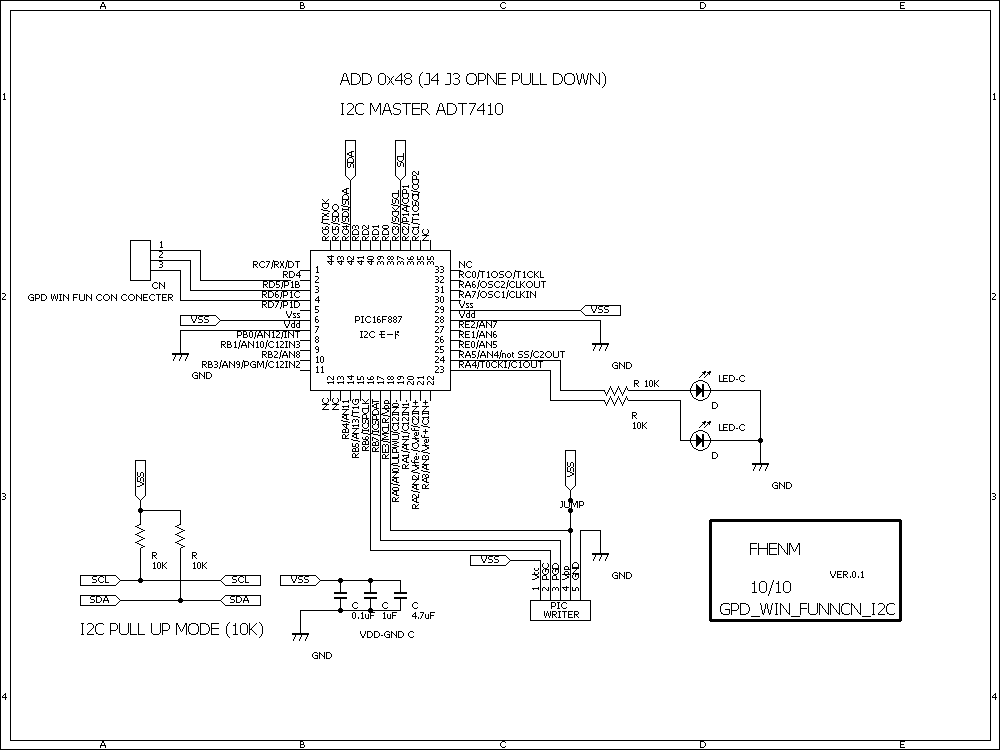 A B C D E
1 1
ADD 0x48 (J4 J3 OPNE PULL DOWN)
I2C MASTER ADT7410
SDA
SCL
RC6/TX/CK
RC5/SDO
RC4/SDI/SDA
RD3
RD2
RD1
RD0
RC3/SCK/SCL
RC2/P1A/CCP1
RC1/T1OSCI/CCP2
NC
44 43 42 41 40 39 38 37 36 35 35
1
2
3
CN
GPD WIN FUN CON CONECTER
2 2
RC7/RX/DT 1
RD4 2
RD5/P1B 3
RD6/P1C 4
RD7/P1D 5
VSS
Vss 6
Vdd 7
PB0/AN12/INT 8
RB1/AN10/C12IN3 9
RB2/AN8 10
RB3/AN9/PGM/C12IN2 11
GND
PIC16F887
I2C モード
33 NC
32 RC0/T1OSO/T1CKL
31 RA6/OSC2/CLKOUT
30 RA7/OSC1/CLKIN
29 Vss
VSS
28 Vdd
27 RE2/AN7
26 RE1/AN6
25 RE0/AN5
24 RA5/AN4/not SS/C2OUT
23 RA4/T0CKI/C1OUT
GND
12 13 14 15 16 17 18 19 20 21 22
NC
NC
RB4/AN11
RB5/AN13/T1G
RB6/ICSPCLK
RB7/ICSPDAT
RE3/MCLR/Vpp
RA0/AN0/ULPWU/C12IN0-
RA1/AN1/C12IN1-
RA2/AN2/Vrfe-/CVref/C2IN+
RA3/AN3/Vref+/C1IN+
R 10K
R
10K
LED-C
D
LED-C
D
GND
3 3
VSS
R
10K
R
10K
SCL SCL
SDA SDA
I2C PULL UP MODE (10K)
VSS
C
0.1uF
C
1uF
C
4.7uF
VDD-GND C
GND
VSS
JUMP
VSS
1 Vcc
2 PGC
3 PGD
4 Vpp
5 GND
PIC
WRITER
GND
FHENM
VER.0.1
10/10
GPD_WIN_FUNNCN_I2C
4 4
A B C D E